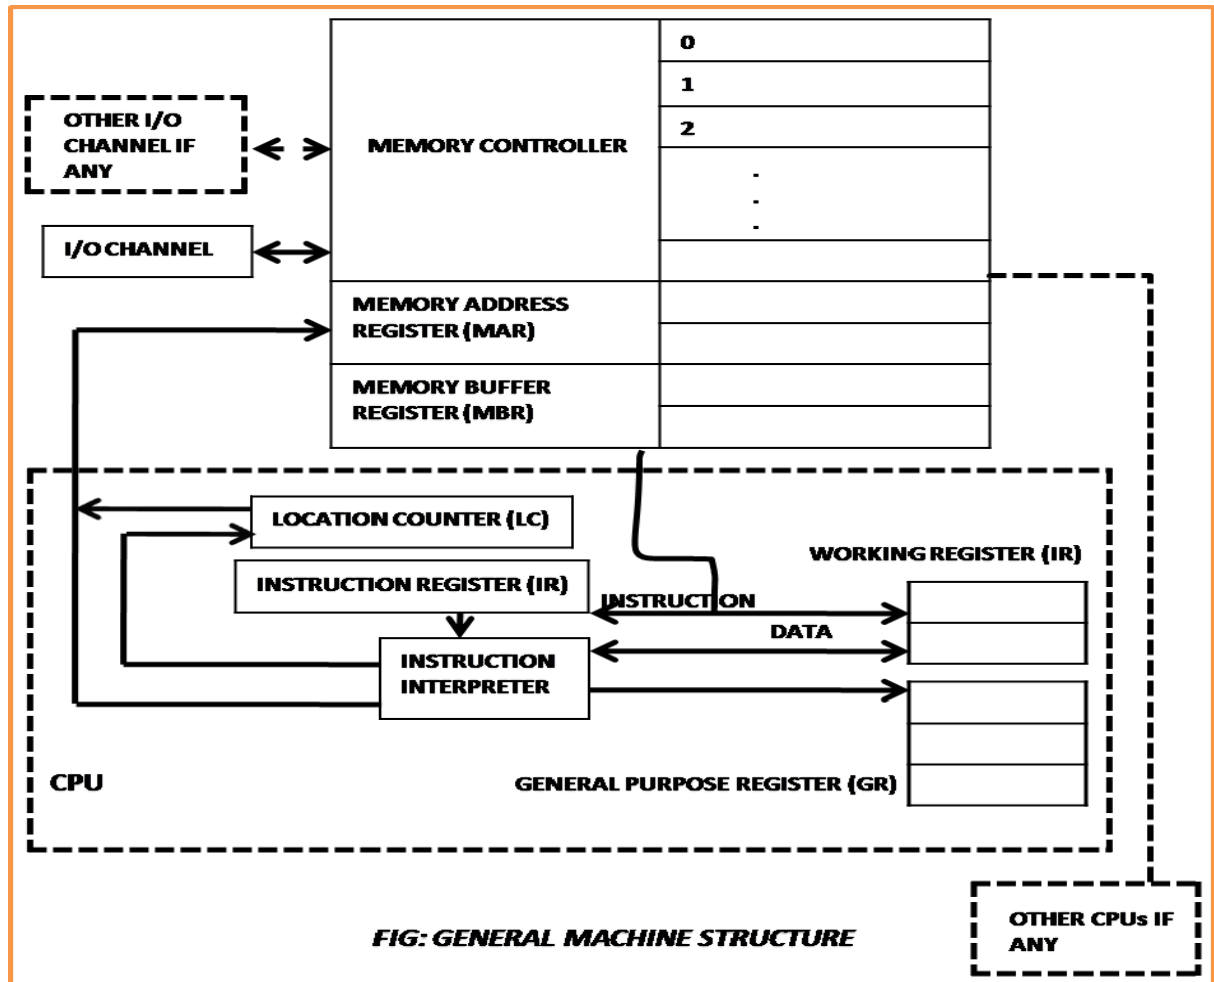 0
1
2
OTHER I/O
CHANNEL IF
ANY
MEMORY CONTROLLER
I/O CHANNEL
MEMORY ADDRESS
REGISTER (MAR)
MEMORY BUFFER
REGISTER (MBR)
LOCATION COUNTER (LC)
WORKING REGISTER (IR)
INSTRUCTION REGISTER (IR)
INSTRUCTION
DATA
INSTRUCTION
INTERPRETER
CPU
GENERAL PURPOSE REGISTER (GR)
OTHER CPUs IF
ANY
FIG: GENERAL MACHINE STRUCTURE